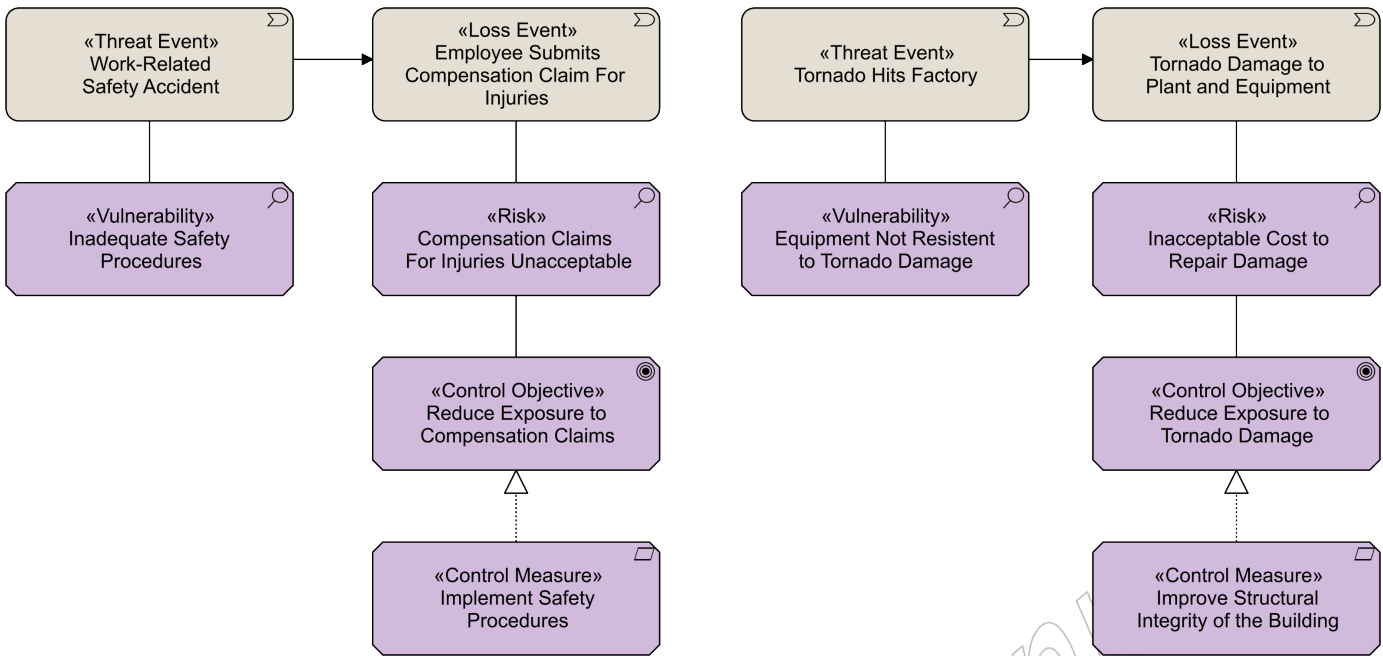 «Threat Event»
Work-Related
Safety Accident
«Loss Event»
Employee Submits
Compensation Claim For
Injuries
«Threat Event»
Tornado Hits Factory
«Loss Event»
Tornado Damage to
Plant and Equipment
«Vulnerability»
Inadequate Safety
Procedures
«Risk»
Compensation Claims
For Injuries Unacceptable
«Vulnerability»
Equipment Not Resistent
to Tornado Damage
«Risk»
Inacceptable Cost to
Repair Damage
«Control Objective»
Reduce Exposure to
Compensation Claims
«Control Objective»
Reduce Exposure to
Tornado Damage
«Control Measure»
Implement Safety
Procedures
«Control Measure»
Improve Structural
Integrity of the Building